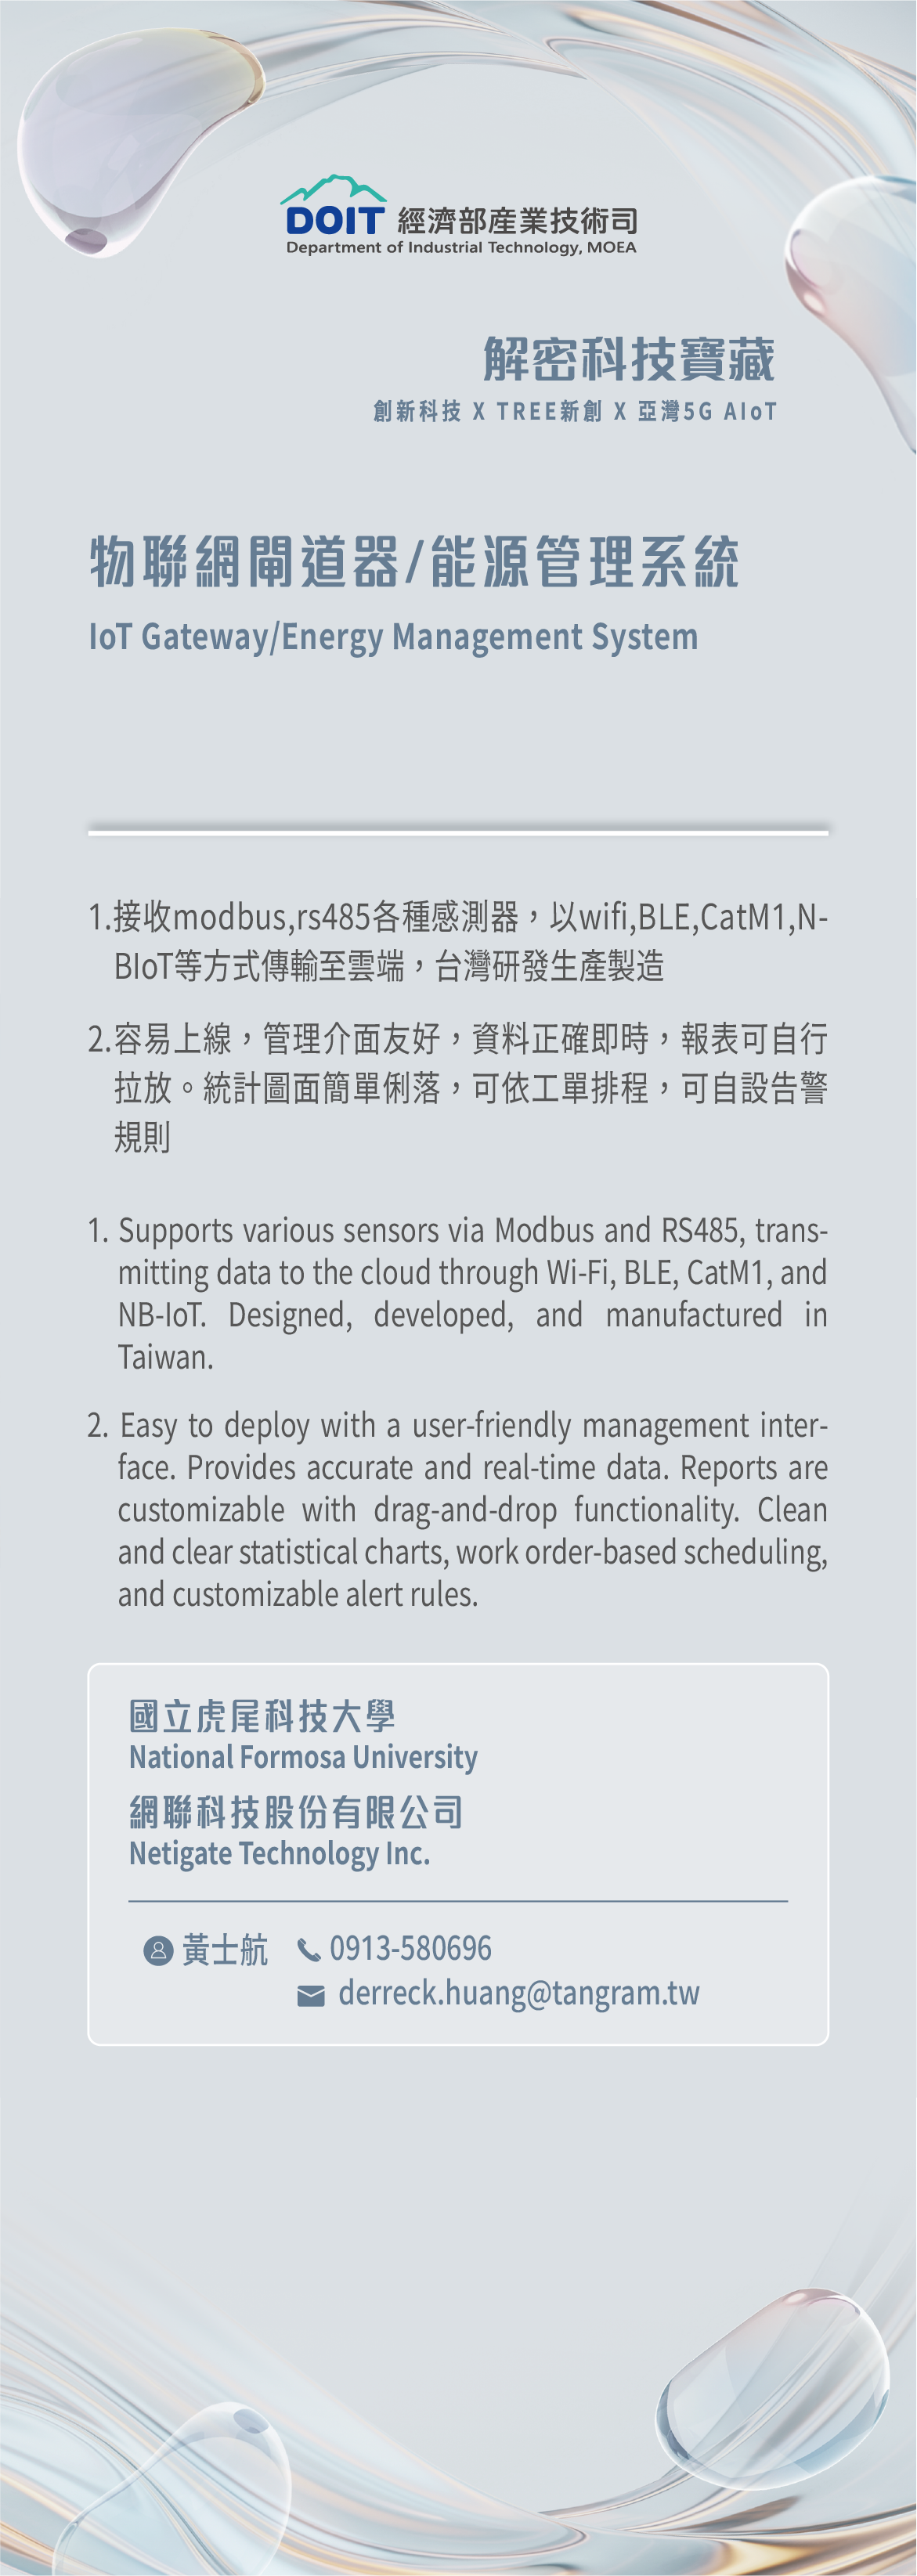 DOIT 經濟部產業技術司
Department of Industrial Technology, MOEA
解密科技寶藏
創新科技 X TREE新創 X 亞灣5G AIoT
物聯網閘道器/能源管理系統
IoT Gateway/Energy Management System
1.接收modbus,rs485各種感測器，以wifi,BLE,CatM1,N-
BIoT等方式傳輸至雲端，台灣研發生產製造
2.容易上線，管理介面友好，資料正確即時，報表可自行
拉放。統計圖面簡單俐落，可依工單排程，可自設告警
規則
1. Supports various sensors via Modbus and RS485, trans-
mitting data to the cloud through Wi-Fi, BLE, CatM1, and
NB-IoT. Designed, developed, and manufactured in
Taiwan.
2. Easy to deploy with a user-friendly management inter-
face. Provides accurate and real-time data. Reports are
customizable with drag-and-drop functionality. Clean
and clear statistical charts, work order-based scheduling,
and customizable alert rules.
國立虎尾科技大學
National Formosa University
網聯科技股份有限公司
Netigate Technology Inc.
黃士航 0913-580696
derreck.huang@tangram.tw